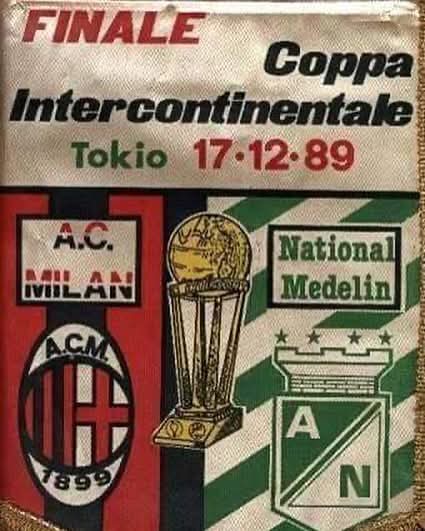 FINALE
Coppa
Intercontinentale
Tokio 17·12·89
A.C.
MILAN
National
Medelin
A.C.M.
1899
A
N